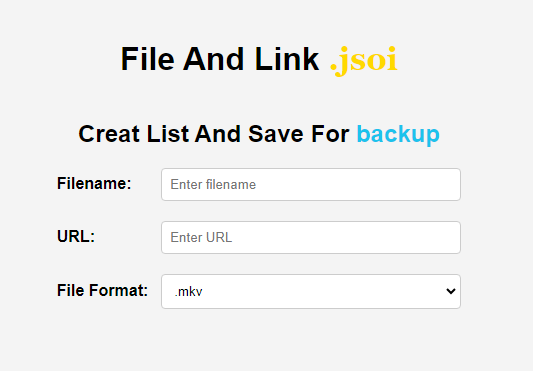 File And Link .jsoi
Creat List And Save For backup
Filename: Enter filename
URL: Enter URL
File Format: .mkv